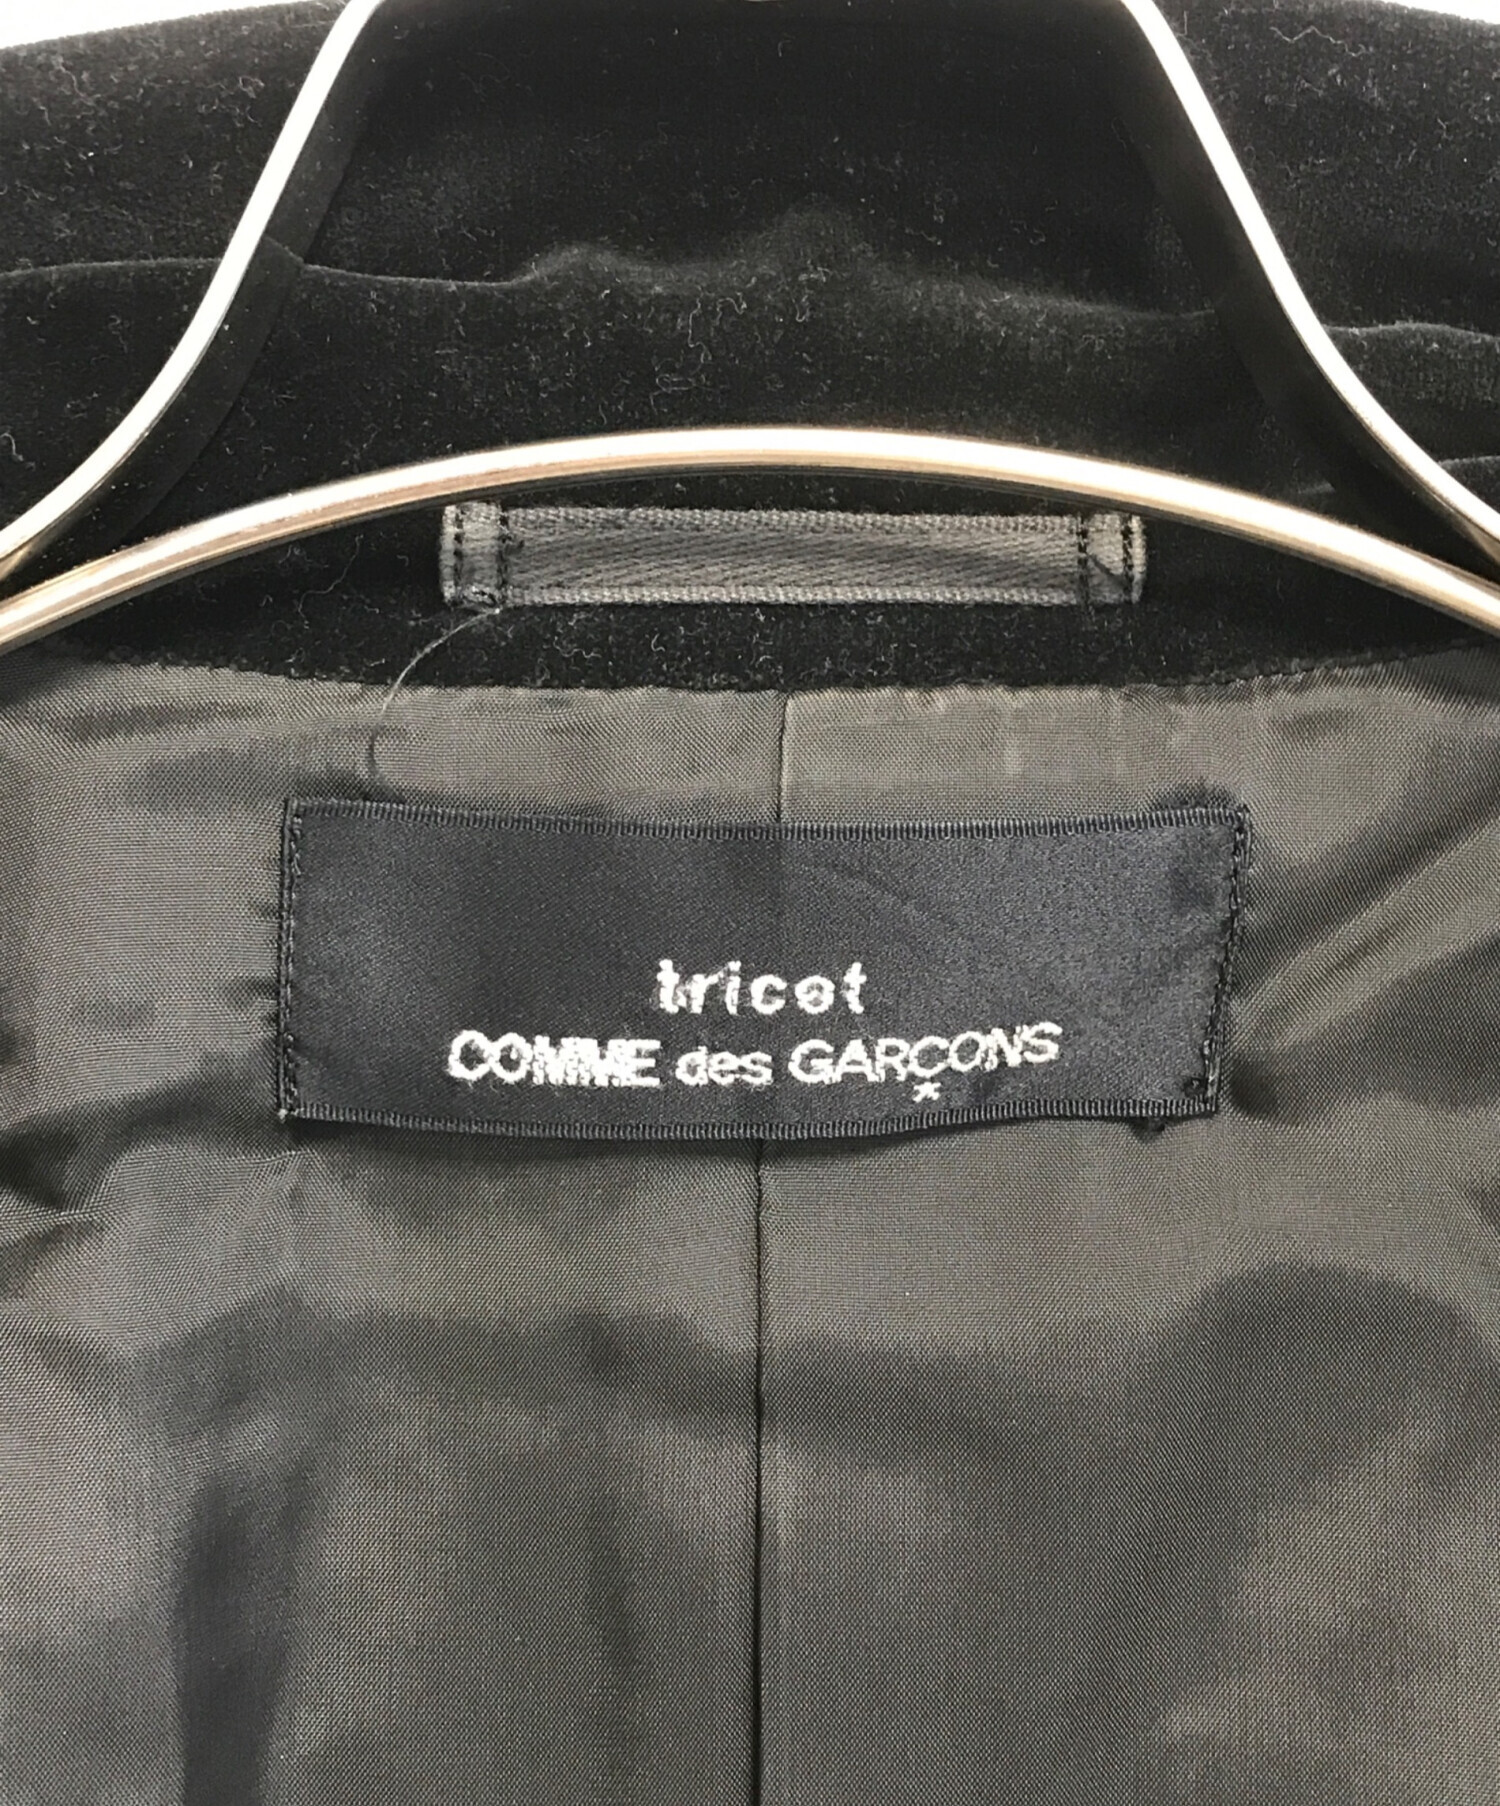 tricot
COMME des GARÇONS
*